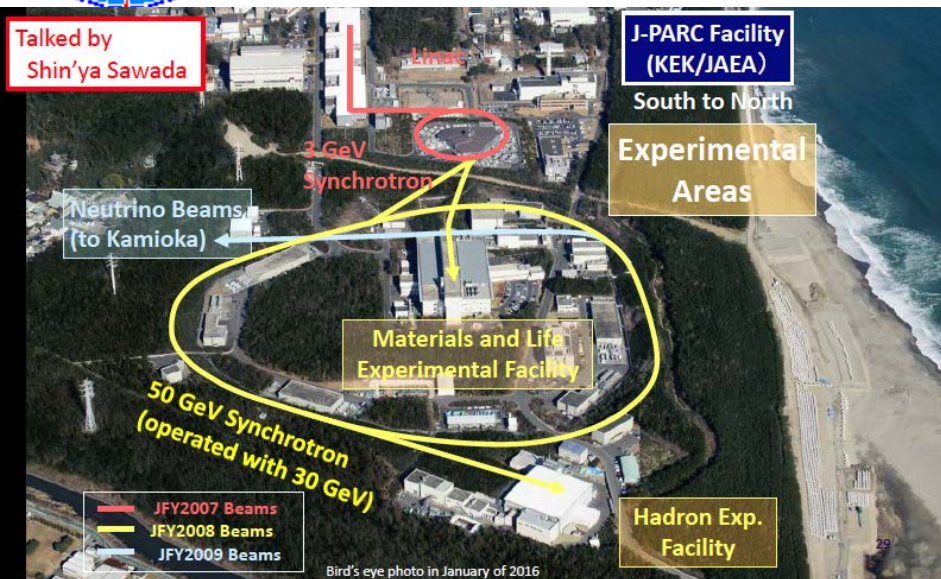 Talked by
Shin'ya Sawada
Linac
J-PARC Facility
(KEK/JAEA）
South to North
3 GeV
Synchrotron
Experimental
Areas
Neutrino Beams
(to Kamioka)
Materials and Life
Experimental Facility
50 GeV Synchrotron
(operated with 30 GeV)
JFY2007 Beams
JFY2008 Beams
JFY2009 Beams
Hadron Exp.
Facility
29
Bird's eye photo in January of 2016